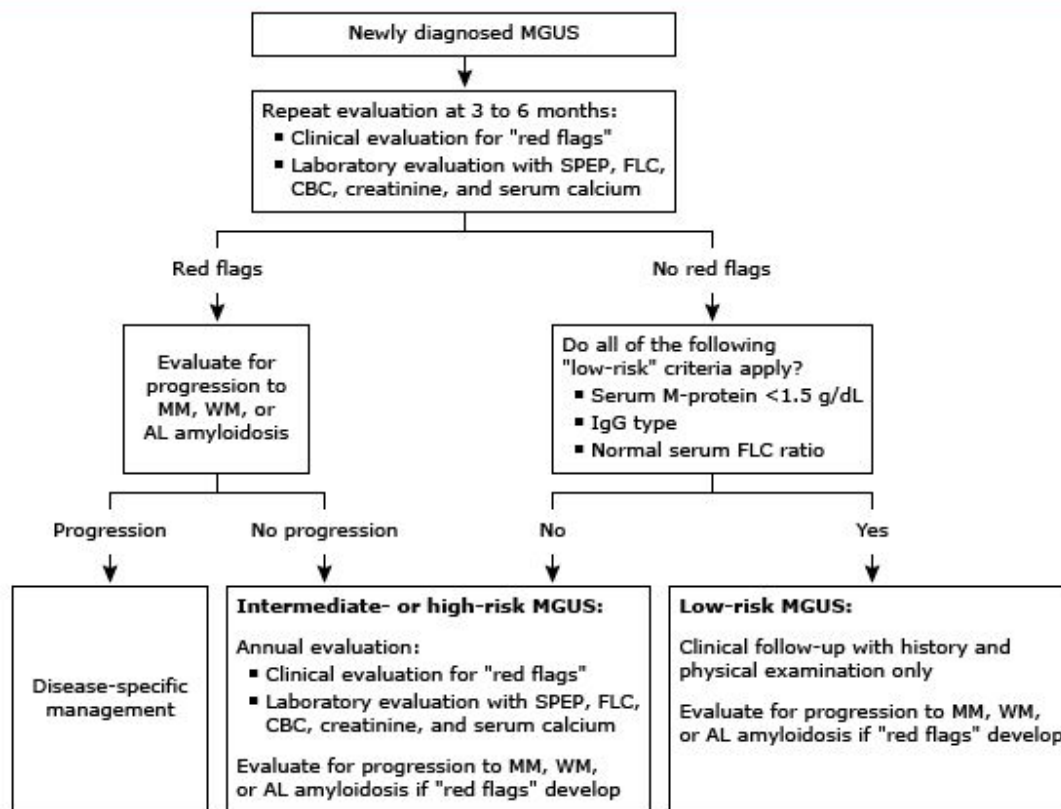 Newly diagnosed MGUS
Repeat evaluation at 3 to 6 months:
▪ Clinical evaluation for "red flags"
▪ Laboratory evaluation with SPEP, FLC,
CBC, creatinine, and serum calcium
Red flags
No red flags
Evaluate for
progression to
MM, WM, or
AL amyloidosis
Do all of the following
"low-risk" criteria apply?
▪ Serum M-protein <1.5 g/dL
▪ IgG type
▪ Normal serum FLC ratio
Progression
No progression
No
Yes
Disease-specific
management
Intermediate- or high-risk MGUS:
Annual evaluation:
▪ Clinical evaluation for "red flags"
▪ Laboratory evaluation with SPEP, FLC,
CBC, creatinine, and serum calcium
Evaluate for progression to MM, WM,
or AL amyloidosis if "red flags" develop
Low-risk MGUS:
Clinical follow-up with history and
physical examination only
Evaluate for progression to MM, WM,
or AL amyloidosis if "red flags" develop